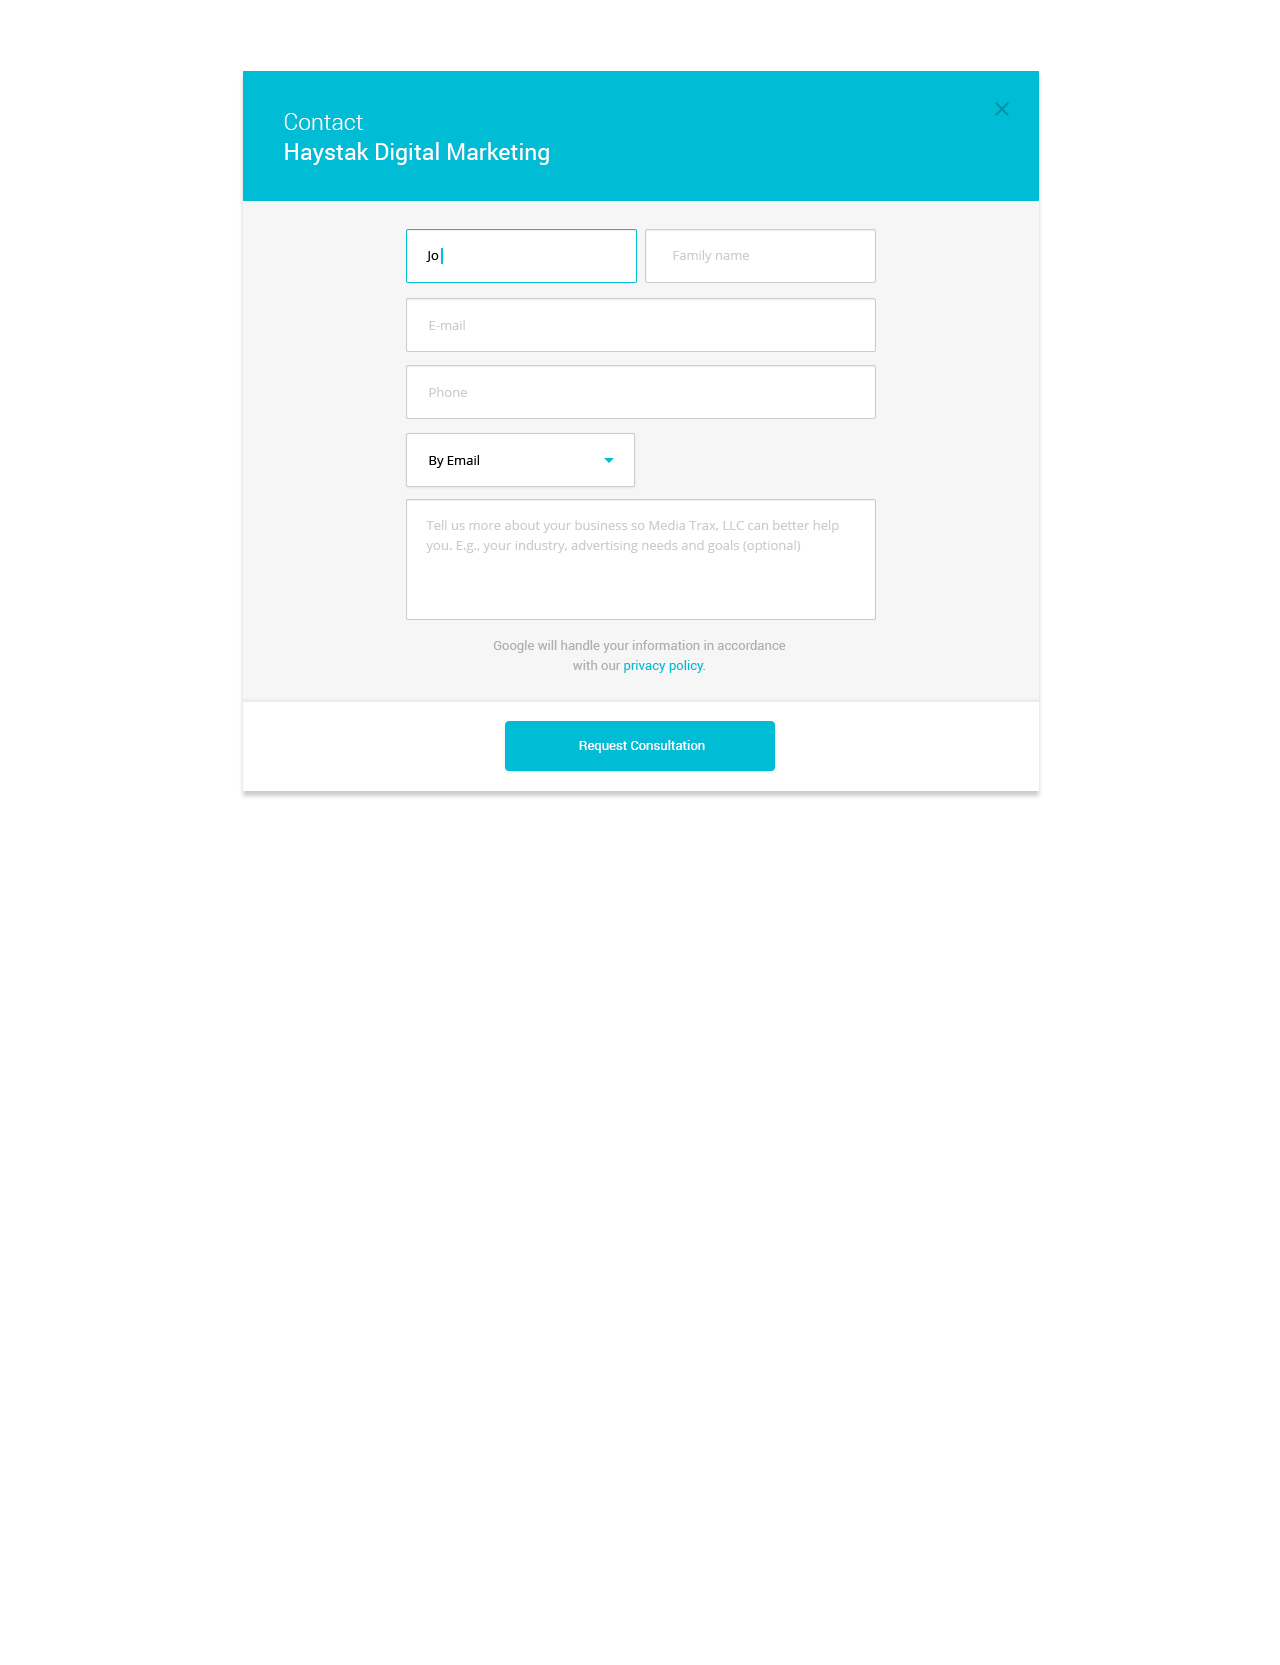 Contact
Haystak Digital Marketing
Jo
Family name
E-mail
Phone
By Email
Tell us more about your business so Media Trax, LLC can better help
you. E.g., your industry, advertising needs and goals (optional)
Google will handle your information in accordance
with our privacy policy.
Request Consultation